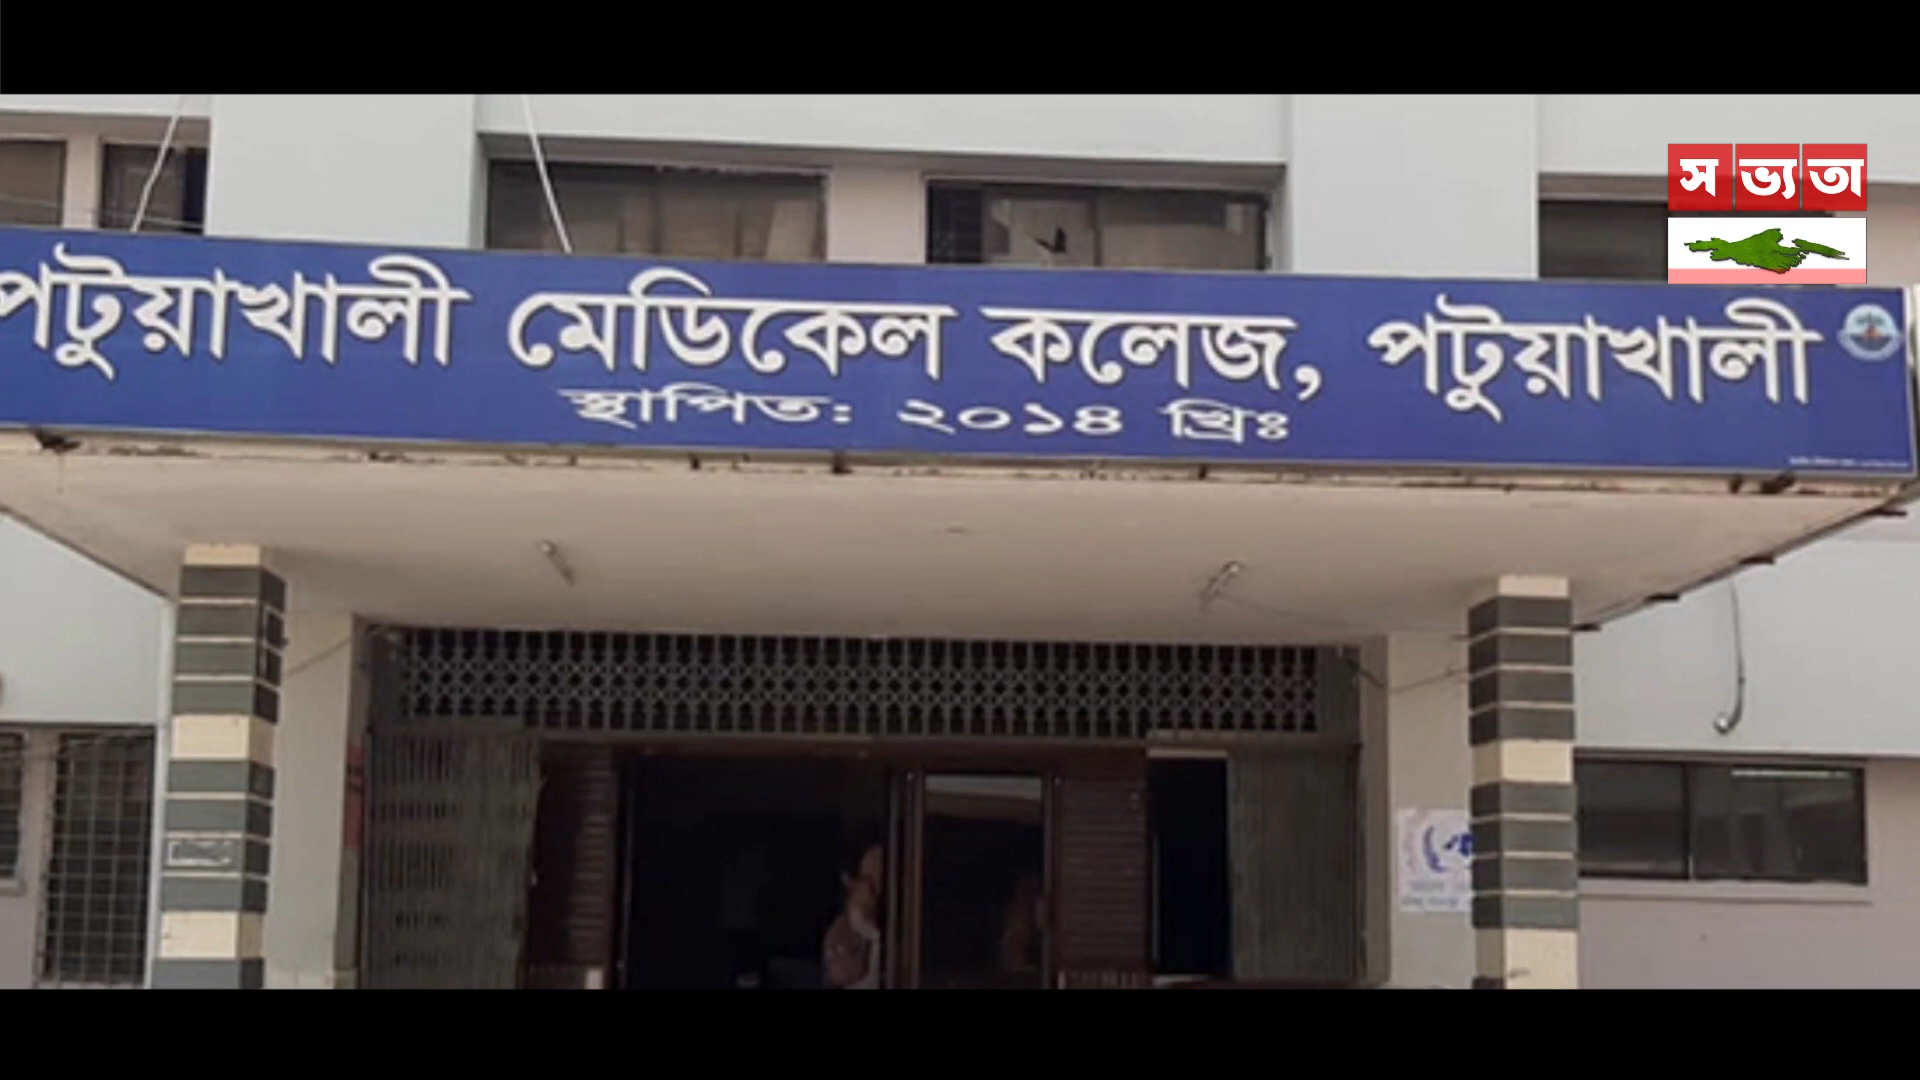 সভ্যতা
পটুয়াখালী মেডিকেল কলেজ, পটুয়াখালী
স্থাপিত: ২০১৪ খ্রিঃ